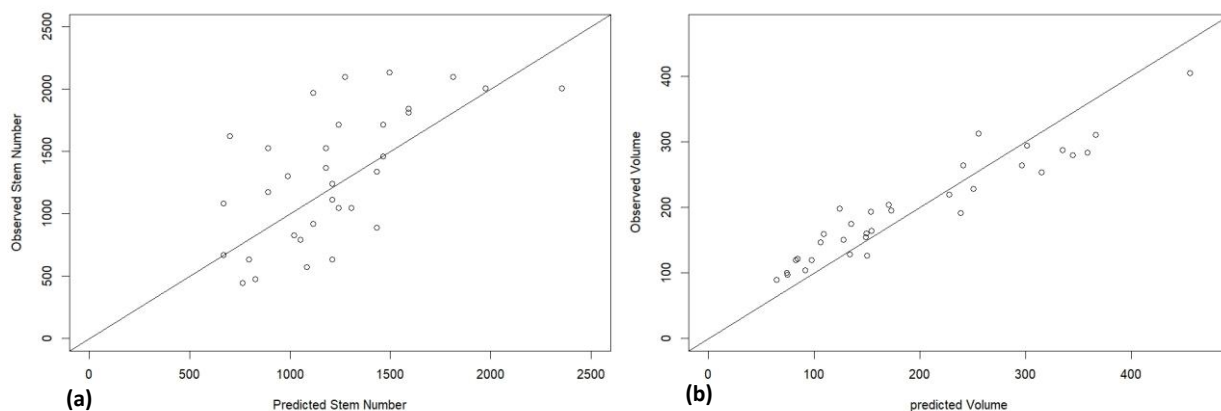 2500
2000
1500
1000
500
0
Observed Stem Number
0 500 1000 1500 2000 2500
Predicted Stem Number
(a)
400
300
200
100
0
Observed Volume
0 100 200 300 400
predicted Volume
(b)